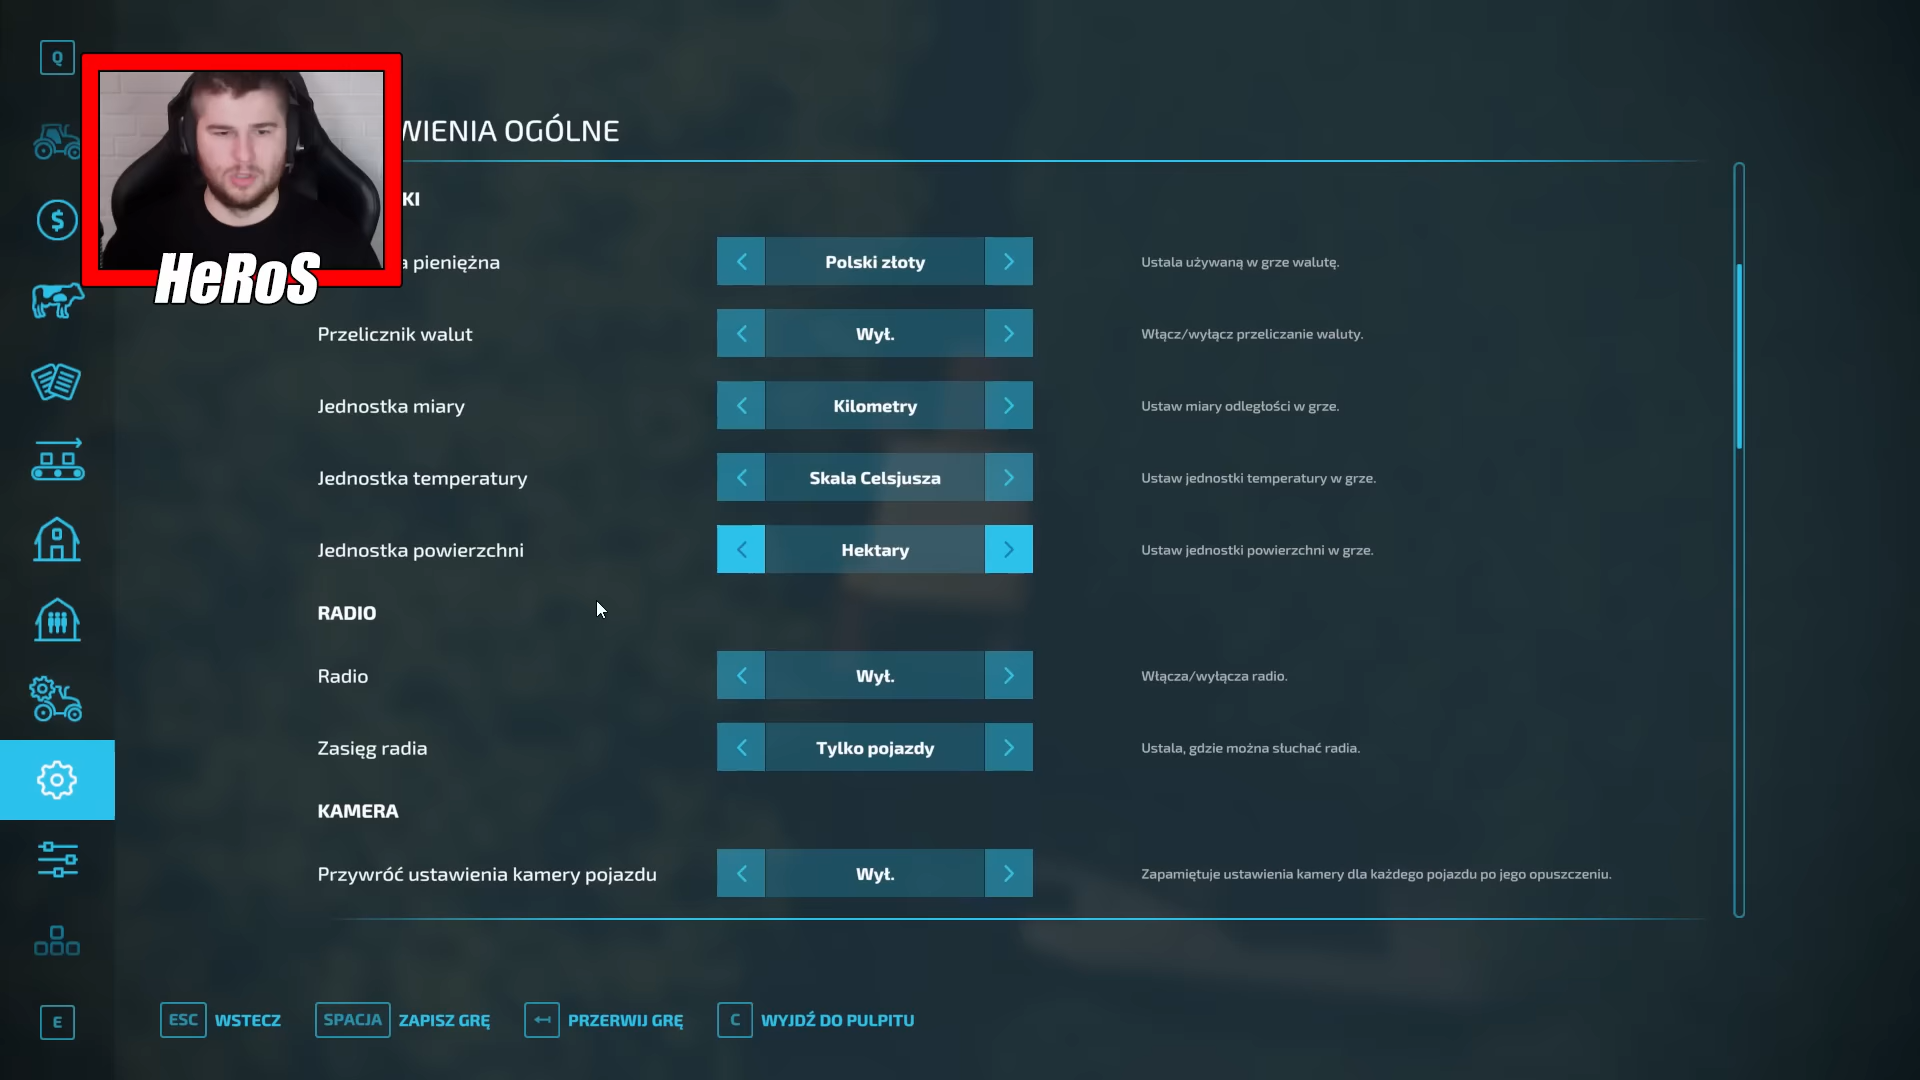 Q
WIENIA OGÓLNE
KI
a pieniężna
Polski złoty
Ustala używaną w grze walutę.
HeRoS
Przelicznik walut
Wył.
Włącz/wyłącz przeliczanie waluty.
Jednostka miary
Kilometry
Ustaw miary odległości w grze.
Jednostka temperatury
Skala Celsjusza
Ustaw jednostki temperatury w grze.
Jednostka powierzchni
Hektary
Ustaw jednostki powierzchni w grze.
RADIO
Radio
Wył.
Włącza/wyłącza radio.
Zasięg radia
Tylko pojazdy
Ustala, gdzie można słuchać radia.
KAMERA
Przywróć ustawienia kamery pojazdu
Wył.
Zapamiętuje ustawienia kamery dla każdego pojazdu po jego opuszczeniu.
E
ESC WSTECZ
SPACJA ZAPISZ GRĘ
PRZERWIJ GRĘ
C WYJDŹ DO PULPITU